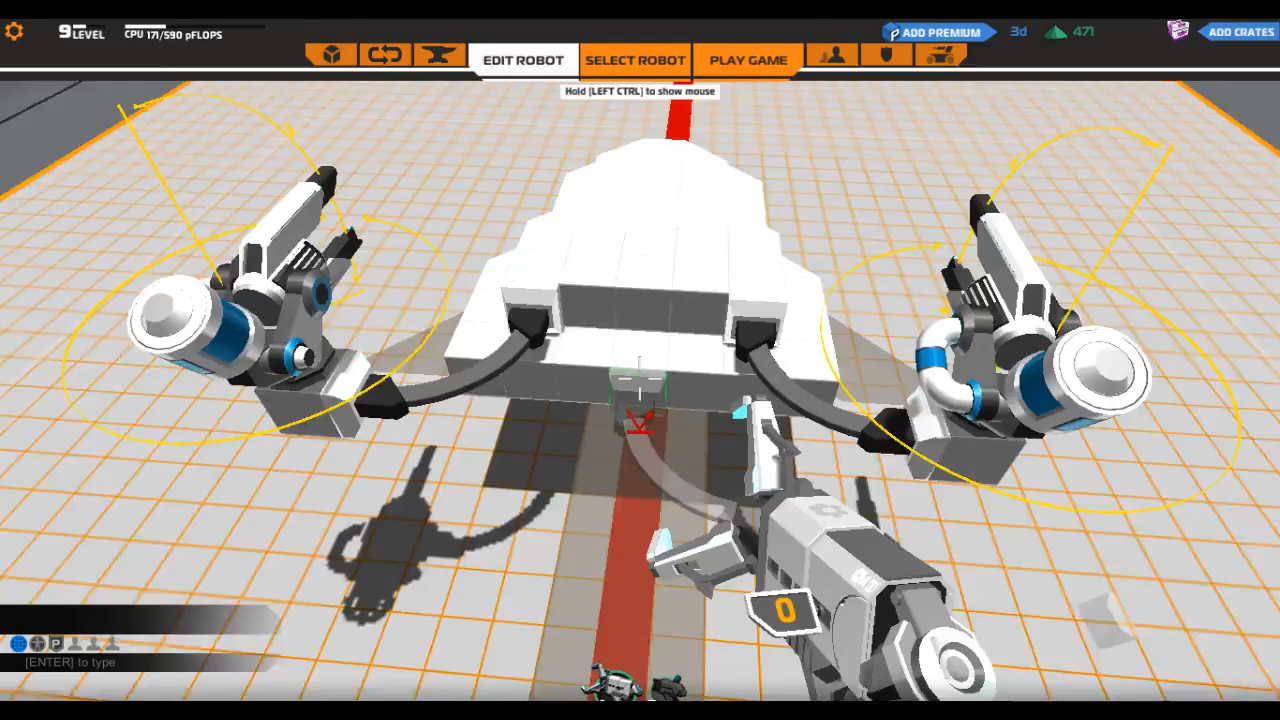 9 LEVEL
CPU 171/590 pFLOPS
ADD PREMIUM
3d
471
ADD CRATES
EDIT ROBOT
SELECT ROBOT
PLAY GAME
Hold [LEFT CTRL] to show mouse
0
P
[ENTER] to type